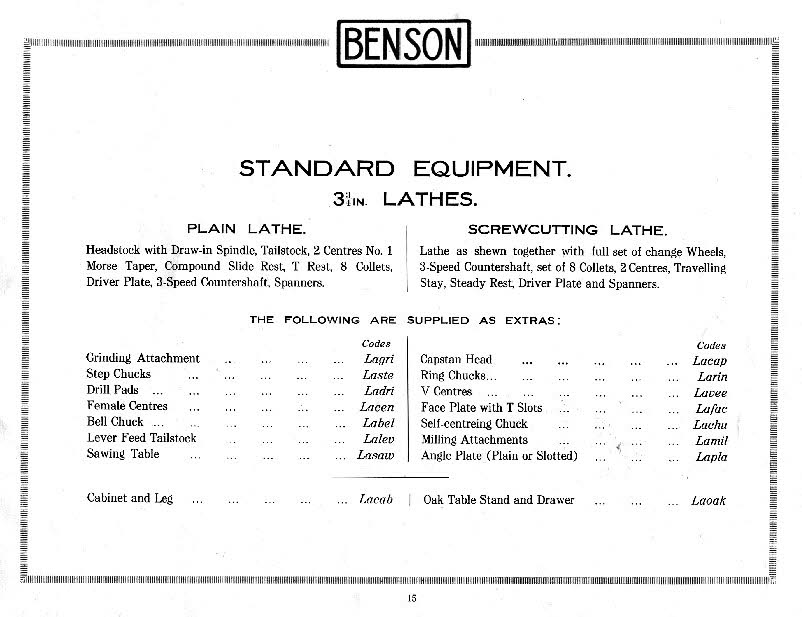 BENSON
STANDARD EQUIPMENT.
3¾IN. LATHES.
PLAIN LATHE.
Headstock with Draw-in Spindle, Tailstock, 2 Centres No. 1
Morse Taper, Compound Slide Rest, T Rest, 8 Collets,
Driver Plate, 3-Speed Countershaft, Spanners.
SCREWCUTTING LATHE.
Lathe as shewn together with full set of change Wheels,
3-Speed Countershaft, set of 8 Collets, 2 Centres, Travelling
Stay, Steady Rest, Driver Plate and Spanners.
THE FOLLOWING ARE SUPPLIED AS EXTRAS:
Codes
Grinding Attachment ... ... ... ... Lagri
Step Chucks ... ... ... ... ... Laste
Drill Pads ... ... ... ... ... ... Ladri
Female Centres ... ... ... ... ... Lacen
Bell Chuck ... ... ... ... ... ... Label
Lever Feed Tailstock ... ... ... ... Lalev
Sawing Table ... ... ... ... ... Lasaw
Codes
Capstan Head ... ... ... ... ... Lacap
Ring Chucks... ... ... ... ... ... Larin
V Centres ... ... ... ... ... ... Lavee
Face Plate with T Slots ... ... ... ... Lafac
Self-centreing Chuck ... ... ... ... Lachu
Milling Attachments ... ... ... ... Lamil
Angle Plate (Plain or Slotted) ... ... ... Lapla
Cabinet and Leg ... ... ... ... ... Lacab
Oak Table Stand and Drawer ... ... ... Laoak
15